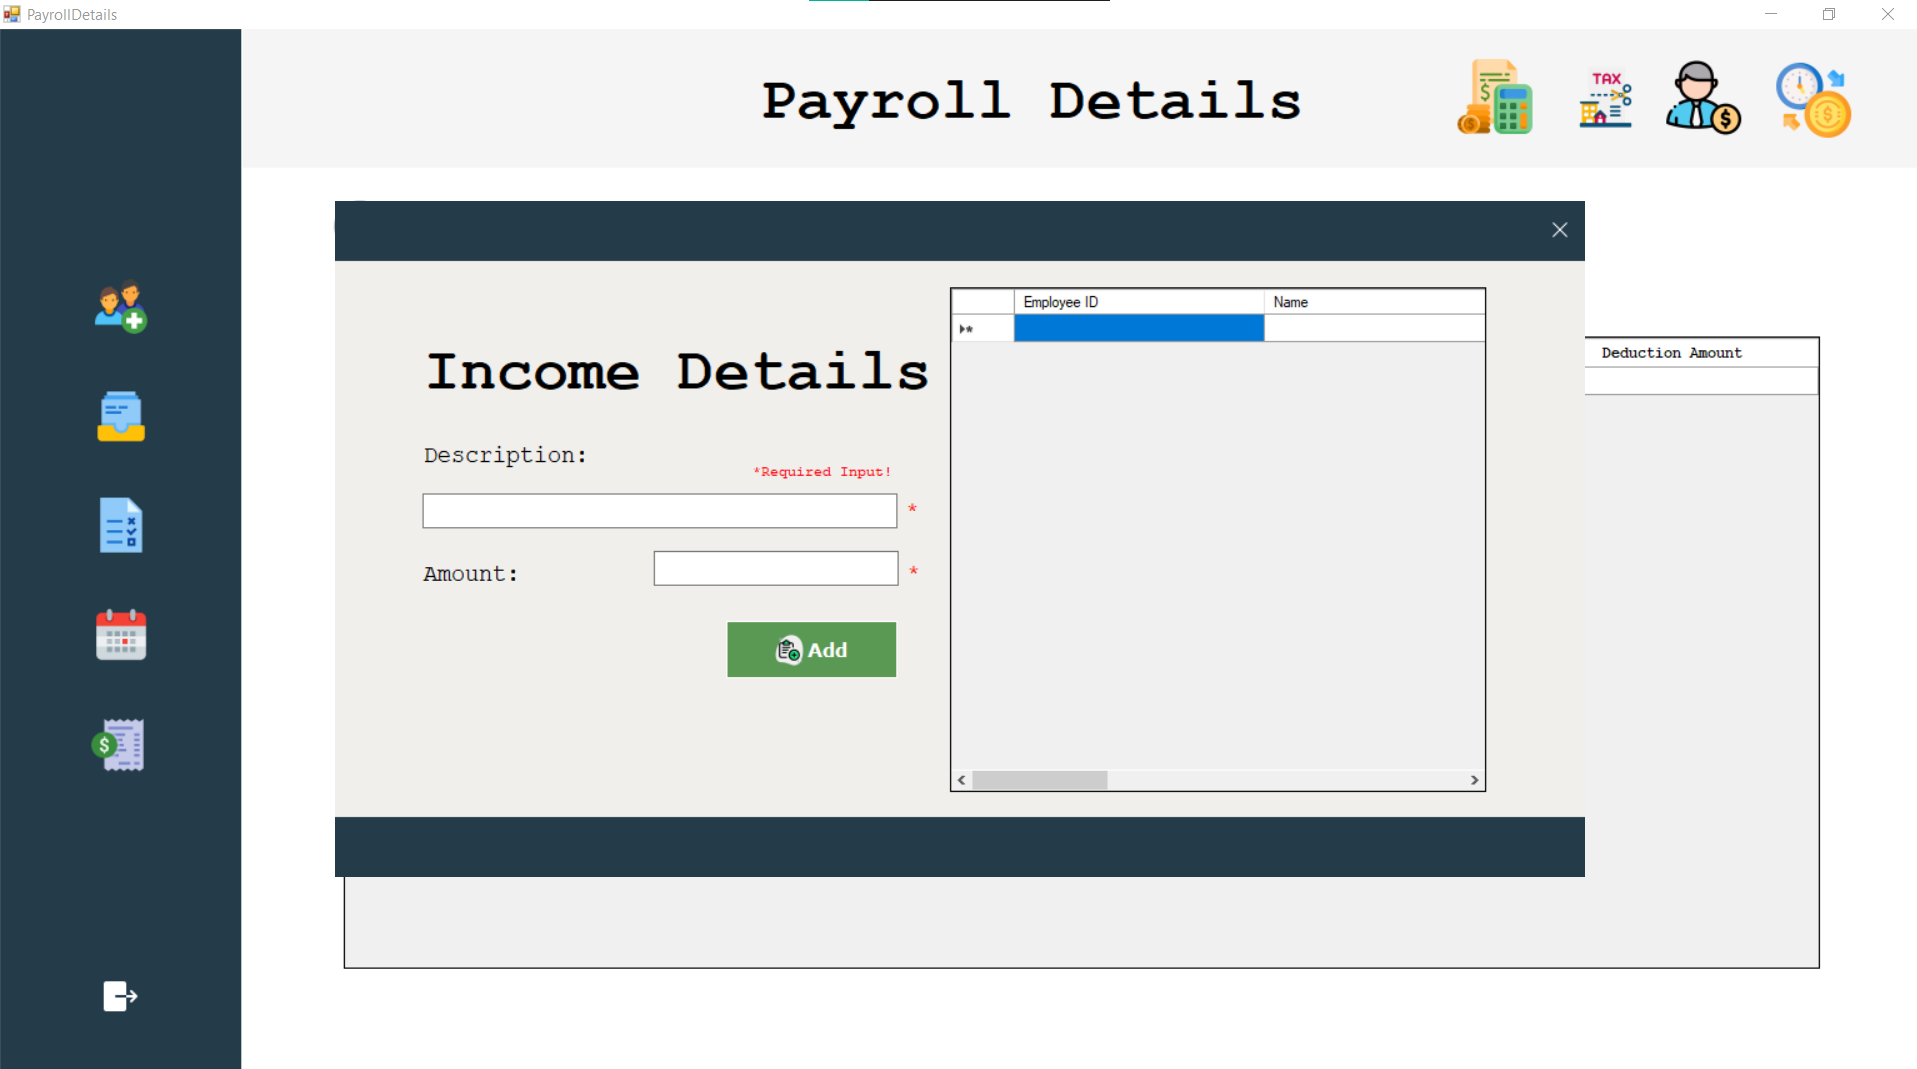 PayrollDetails
Payroll Details
TAX
Employee ID Name
Income Details
Deduction Amount
Description:
*Required Input!
*
Amount:
*
Add